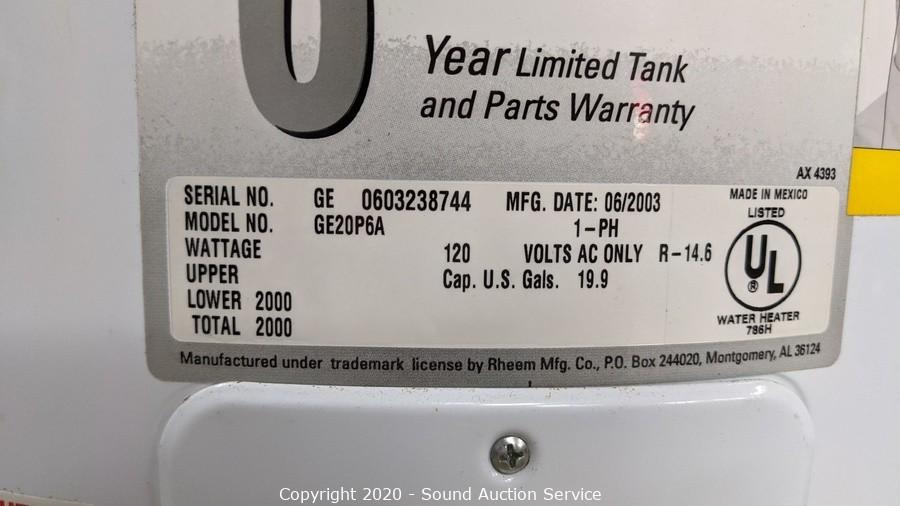 6
Year Limited Tank
and Parts Warranty
AX 4393
SERIAL NO. GE 0603238744 MFG. DATE: 06/2003
MODEL NO. GE20P6A 1-PH
WATTAGE 120 VOLTS AC ONLY R-14.6
UPPER Cap. U.S. Gals. 19.9
LOWER 2000
TOTAL 2000
MADE IN MEXICO
LISTED
UL
®
WATER HEATER
786H
Manufactured under trademark license by Rheem Mfg. Co., P.O. Box 244020, Montgomery, AL 36124
Copyright 2020 - Sound Auction Service